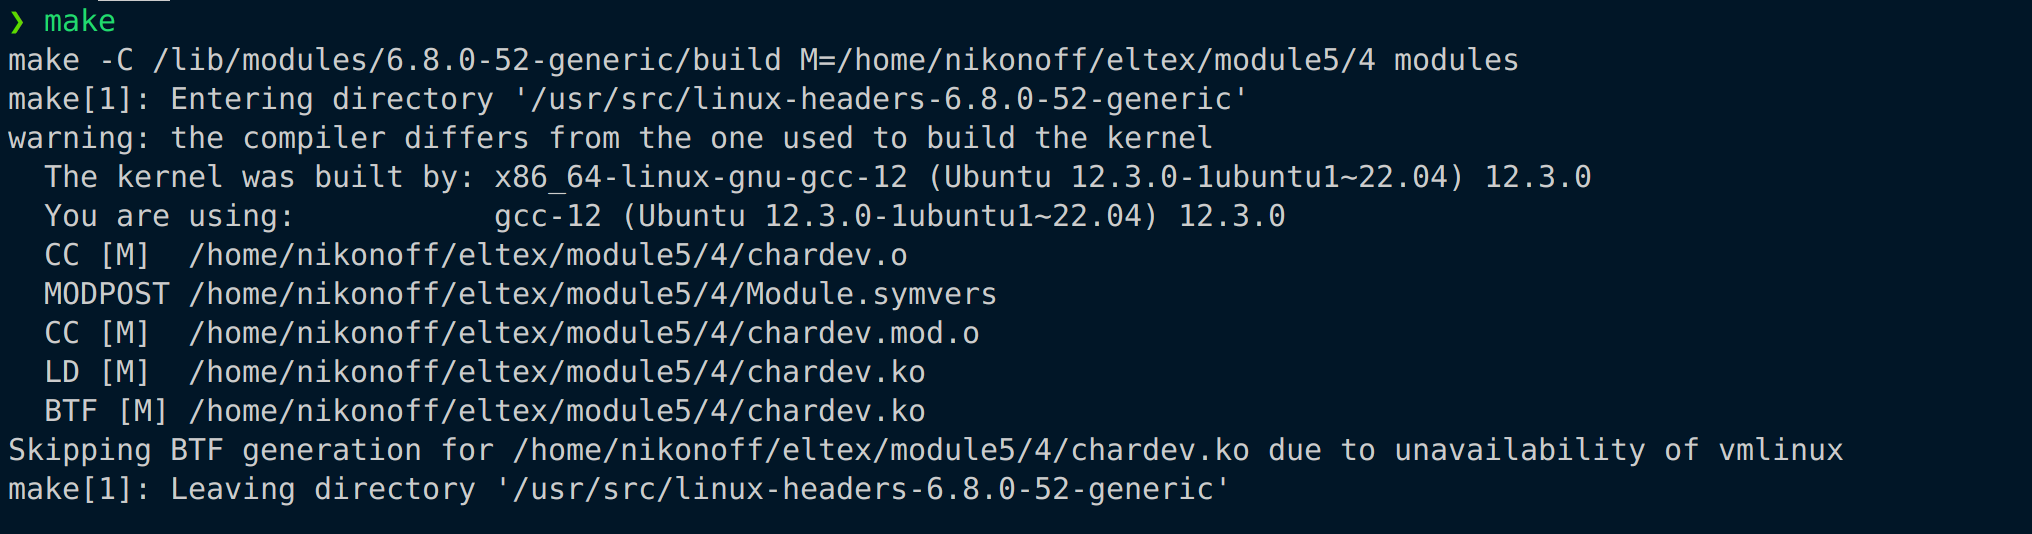 ❯ make
make -C /lib/modules/6.8.0-52-generic/build M=/home/nikonoff/eltex/module5/4 modules
make[1]: Entering directory '/usr/src/linux-headers-6.8.0-52-generic'
warning: the compiler differs from the one used to build the kernel
  The kernel was built by: x86_64-linux-gnu-gcc-12 (Ubuntu 12.3.0-1ubuntu1~22.04) 12.3.0
  You are using:           gcc-12 (Ubuntu 12.3.0-1ubuntu1~22.04) 12.3.0
  CC [M]  /home/nikonoff/eltex/module5/4/chardev.o
  MODPOST /home/nikonoff/eltex/module5/4/Module.symvers
  CC [M]  /home/nikonoff/eltex/module5/4/chardev.mod.o
  LD [M]  /home/nikonoff/eltex/module5/4/chardev.ko
  BTF [M] /home/nikonoff/eltex/module5/4/chardev.ko
Skipping BTF generation for /home/nikonoff/eltex/module5/4/chardev.ko due to unavailability of vmlinux
make[1]: Leaving directory '/usr/src/linux-headers-6.8.0-52-generic'